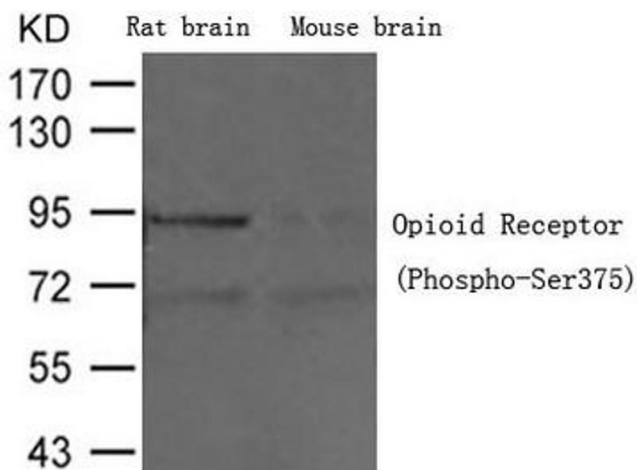 KD Rat brain Mouse brain
170
130
95
Opioid Receptor
(Phospho-Ser375)
72
55
43